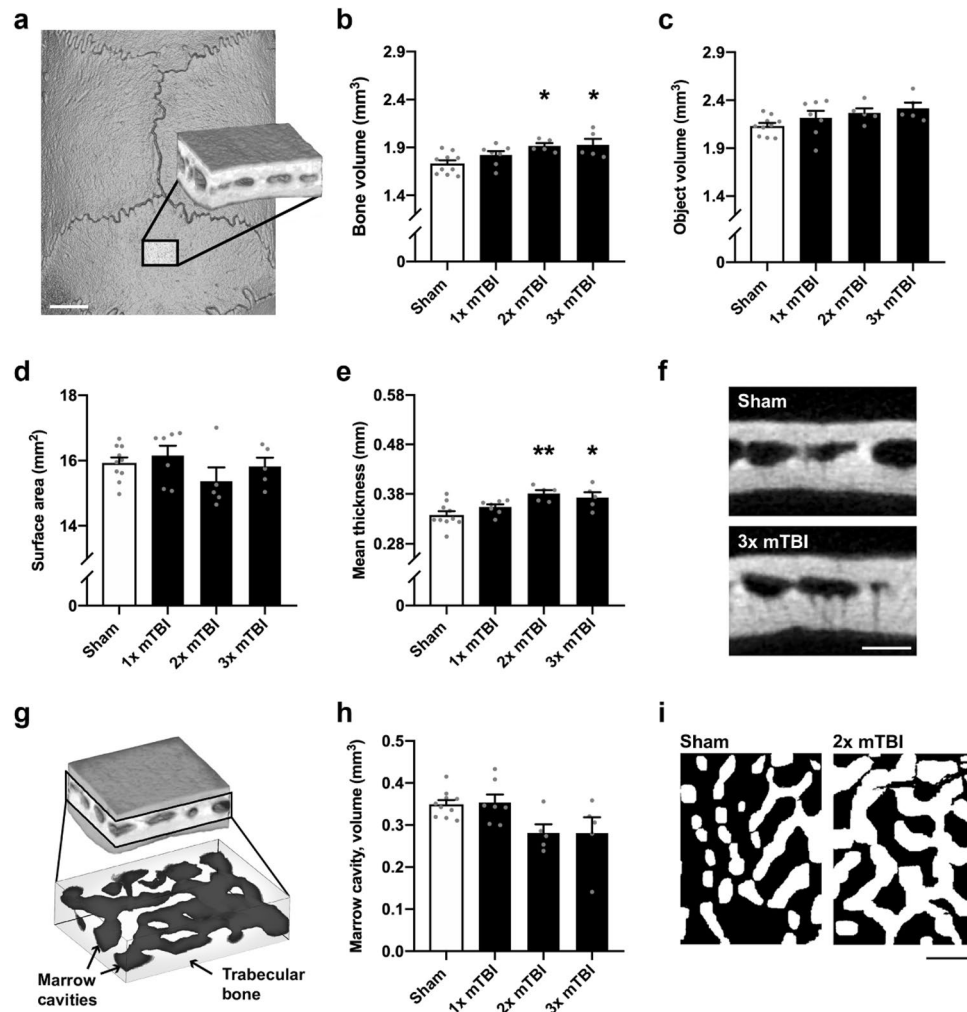 a
b
Bone volume (mm³)
2.9
2.4
1.9
1.4
0
*
*
Sham
1x mTBI
2x mTBI
3x mTBI
c
Object volume (mm³)
2.9
2.4
1.9
1.4
0
Sham
1x mTBI
2x mTBI
3x mTBI
d
Surface area (mm²)
18
16
14
0
Sham
1x mTBI
2x mTBI
3x mTBI
e
Mean thickness (mm)
0.58
0.48
0.38
0.28
0
**
*
Sham
1x mTBI
2x mTBI
3x mTBI
f
Sham
3x mTBI
g
Marrow
cavities
Trabecular
bone
h
Marrow cavity, volume (mm³)
0.5
0.4
0.3
0.2
0.1
0.0
Sham
1x mTBI
2x mTBI
3x mTBI
i
Sham
2x mTBI